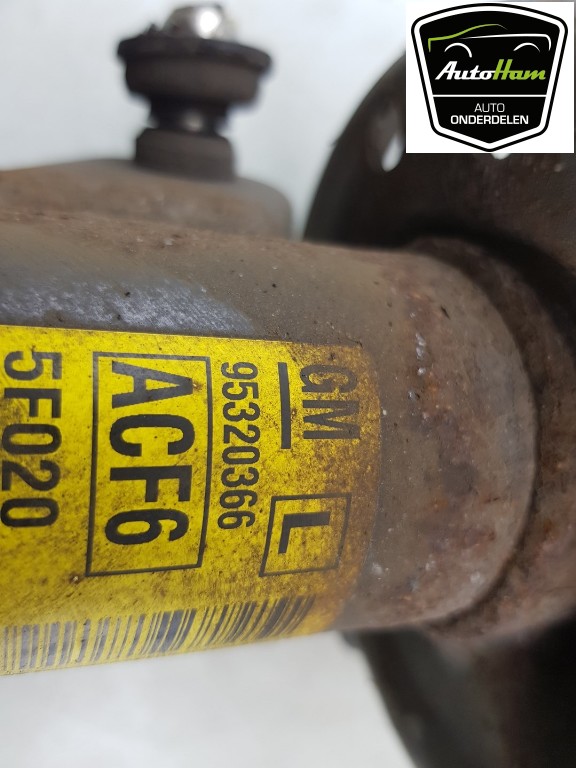 AutoHam
AUTO
ONDERDELEN
GM
L
95320366
ACF6
5F020